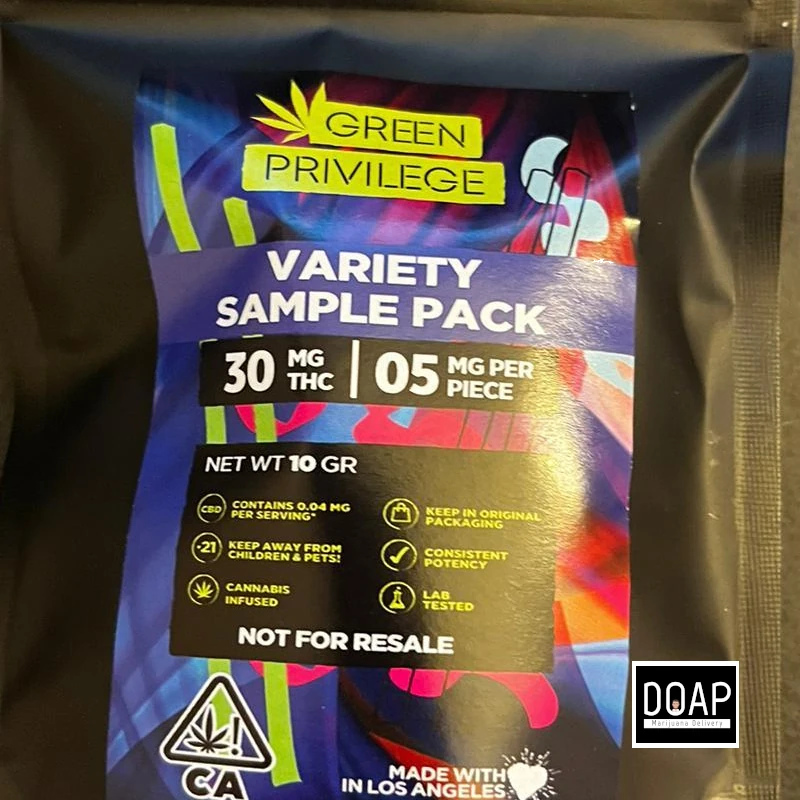 GREEN
PRIVILEGE
VARIETY
SAMPLE PACK
30 MG THC | 05 MG PER PIECE
NET WT 10 GR
CBD CONTAINS 0.04 MG
PER SERVING*
KEEP IN ORIGINAL
PACKAGING
-21 KEEP AWAY FROM
CHILDREN & PETS!
CONSISTENT
POTENCY
CANNABIS
INFUSED
LAB
TESTED
NOT FOR RESALE
!
CA
MADE WITH
IN LOS ANGELES
DOAP
Marijuana Delivery